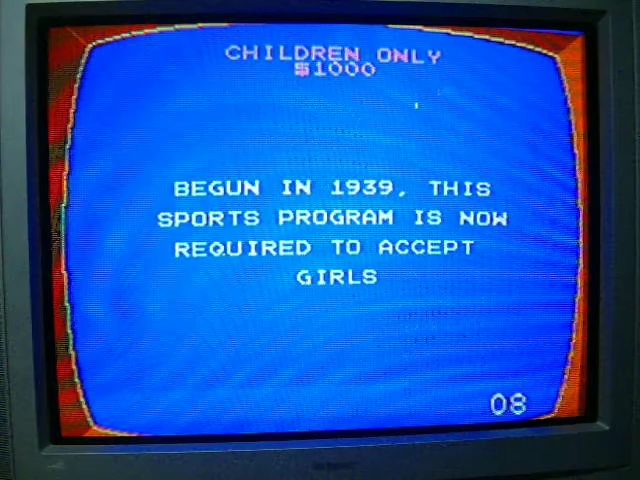 CHILDREN ONLY
$1000
BEGUN IN 1939, THIS
SPORTS PROGRAM IS NOW
REQUIRED TO ACCEPT
GIRLS
08